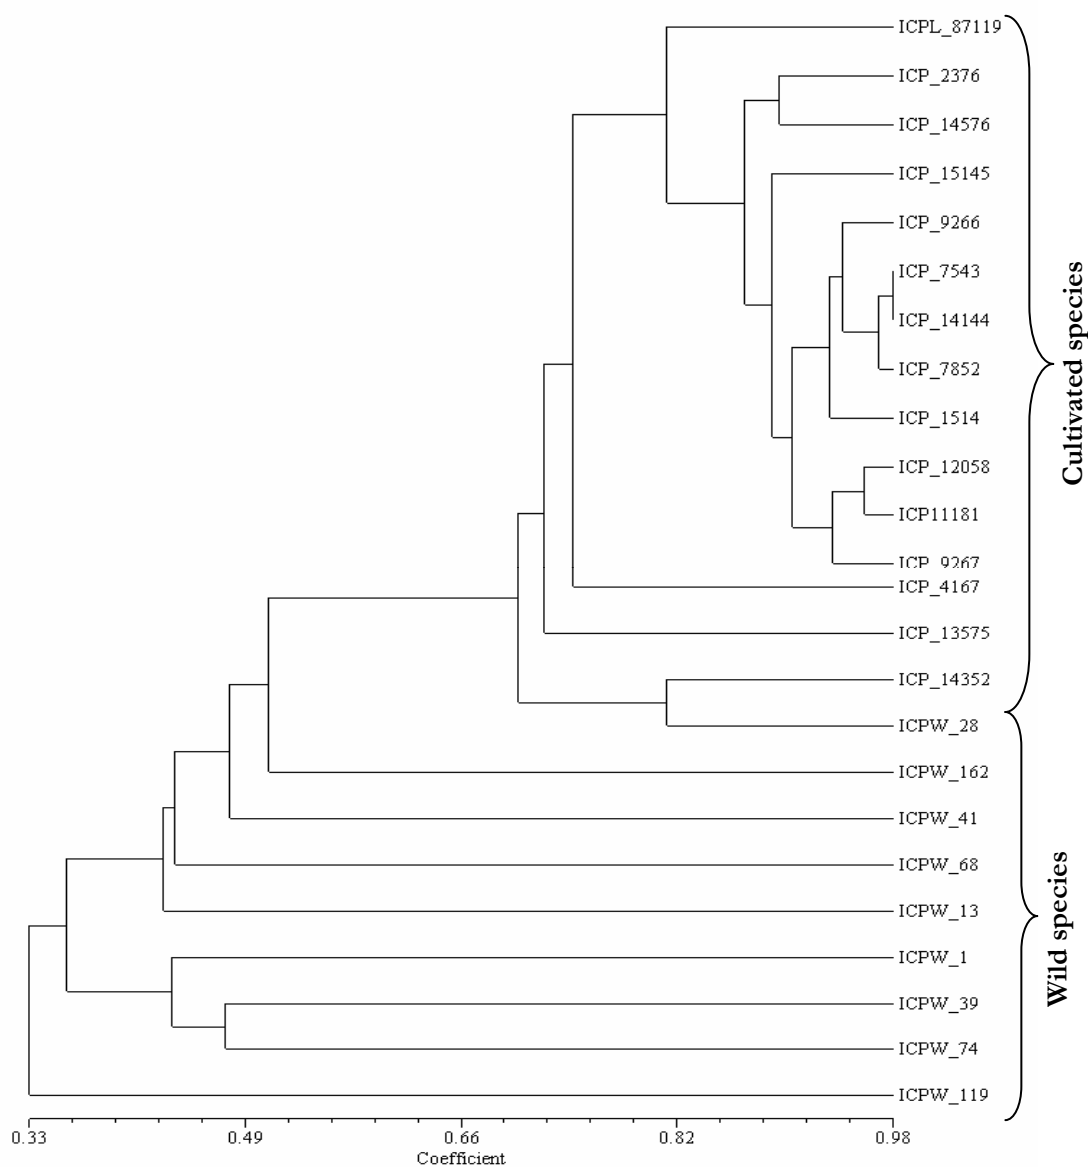 ICPL_87119
ICP_2376
ICP_14576
ICP_15145
ICP_9266
ICP_7543
ICP_14144
ICP_7852
ICP_1514
ICP_12058
ICP11181
ICP_9267
ICP_4167
ICP_13575
ICP_14352
ICPW_28
ICPW_162
ICPW_41
ICPW_68
ICPW_13
ICPW_1
ICPW_39
ICPW_74
ICPW_119
Cultivated species
Wild species
0.33 0.49 0.66 0.82 0.98
Coefficient